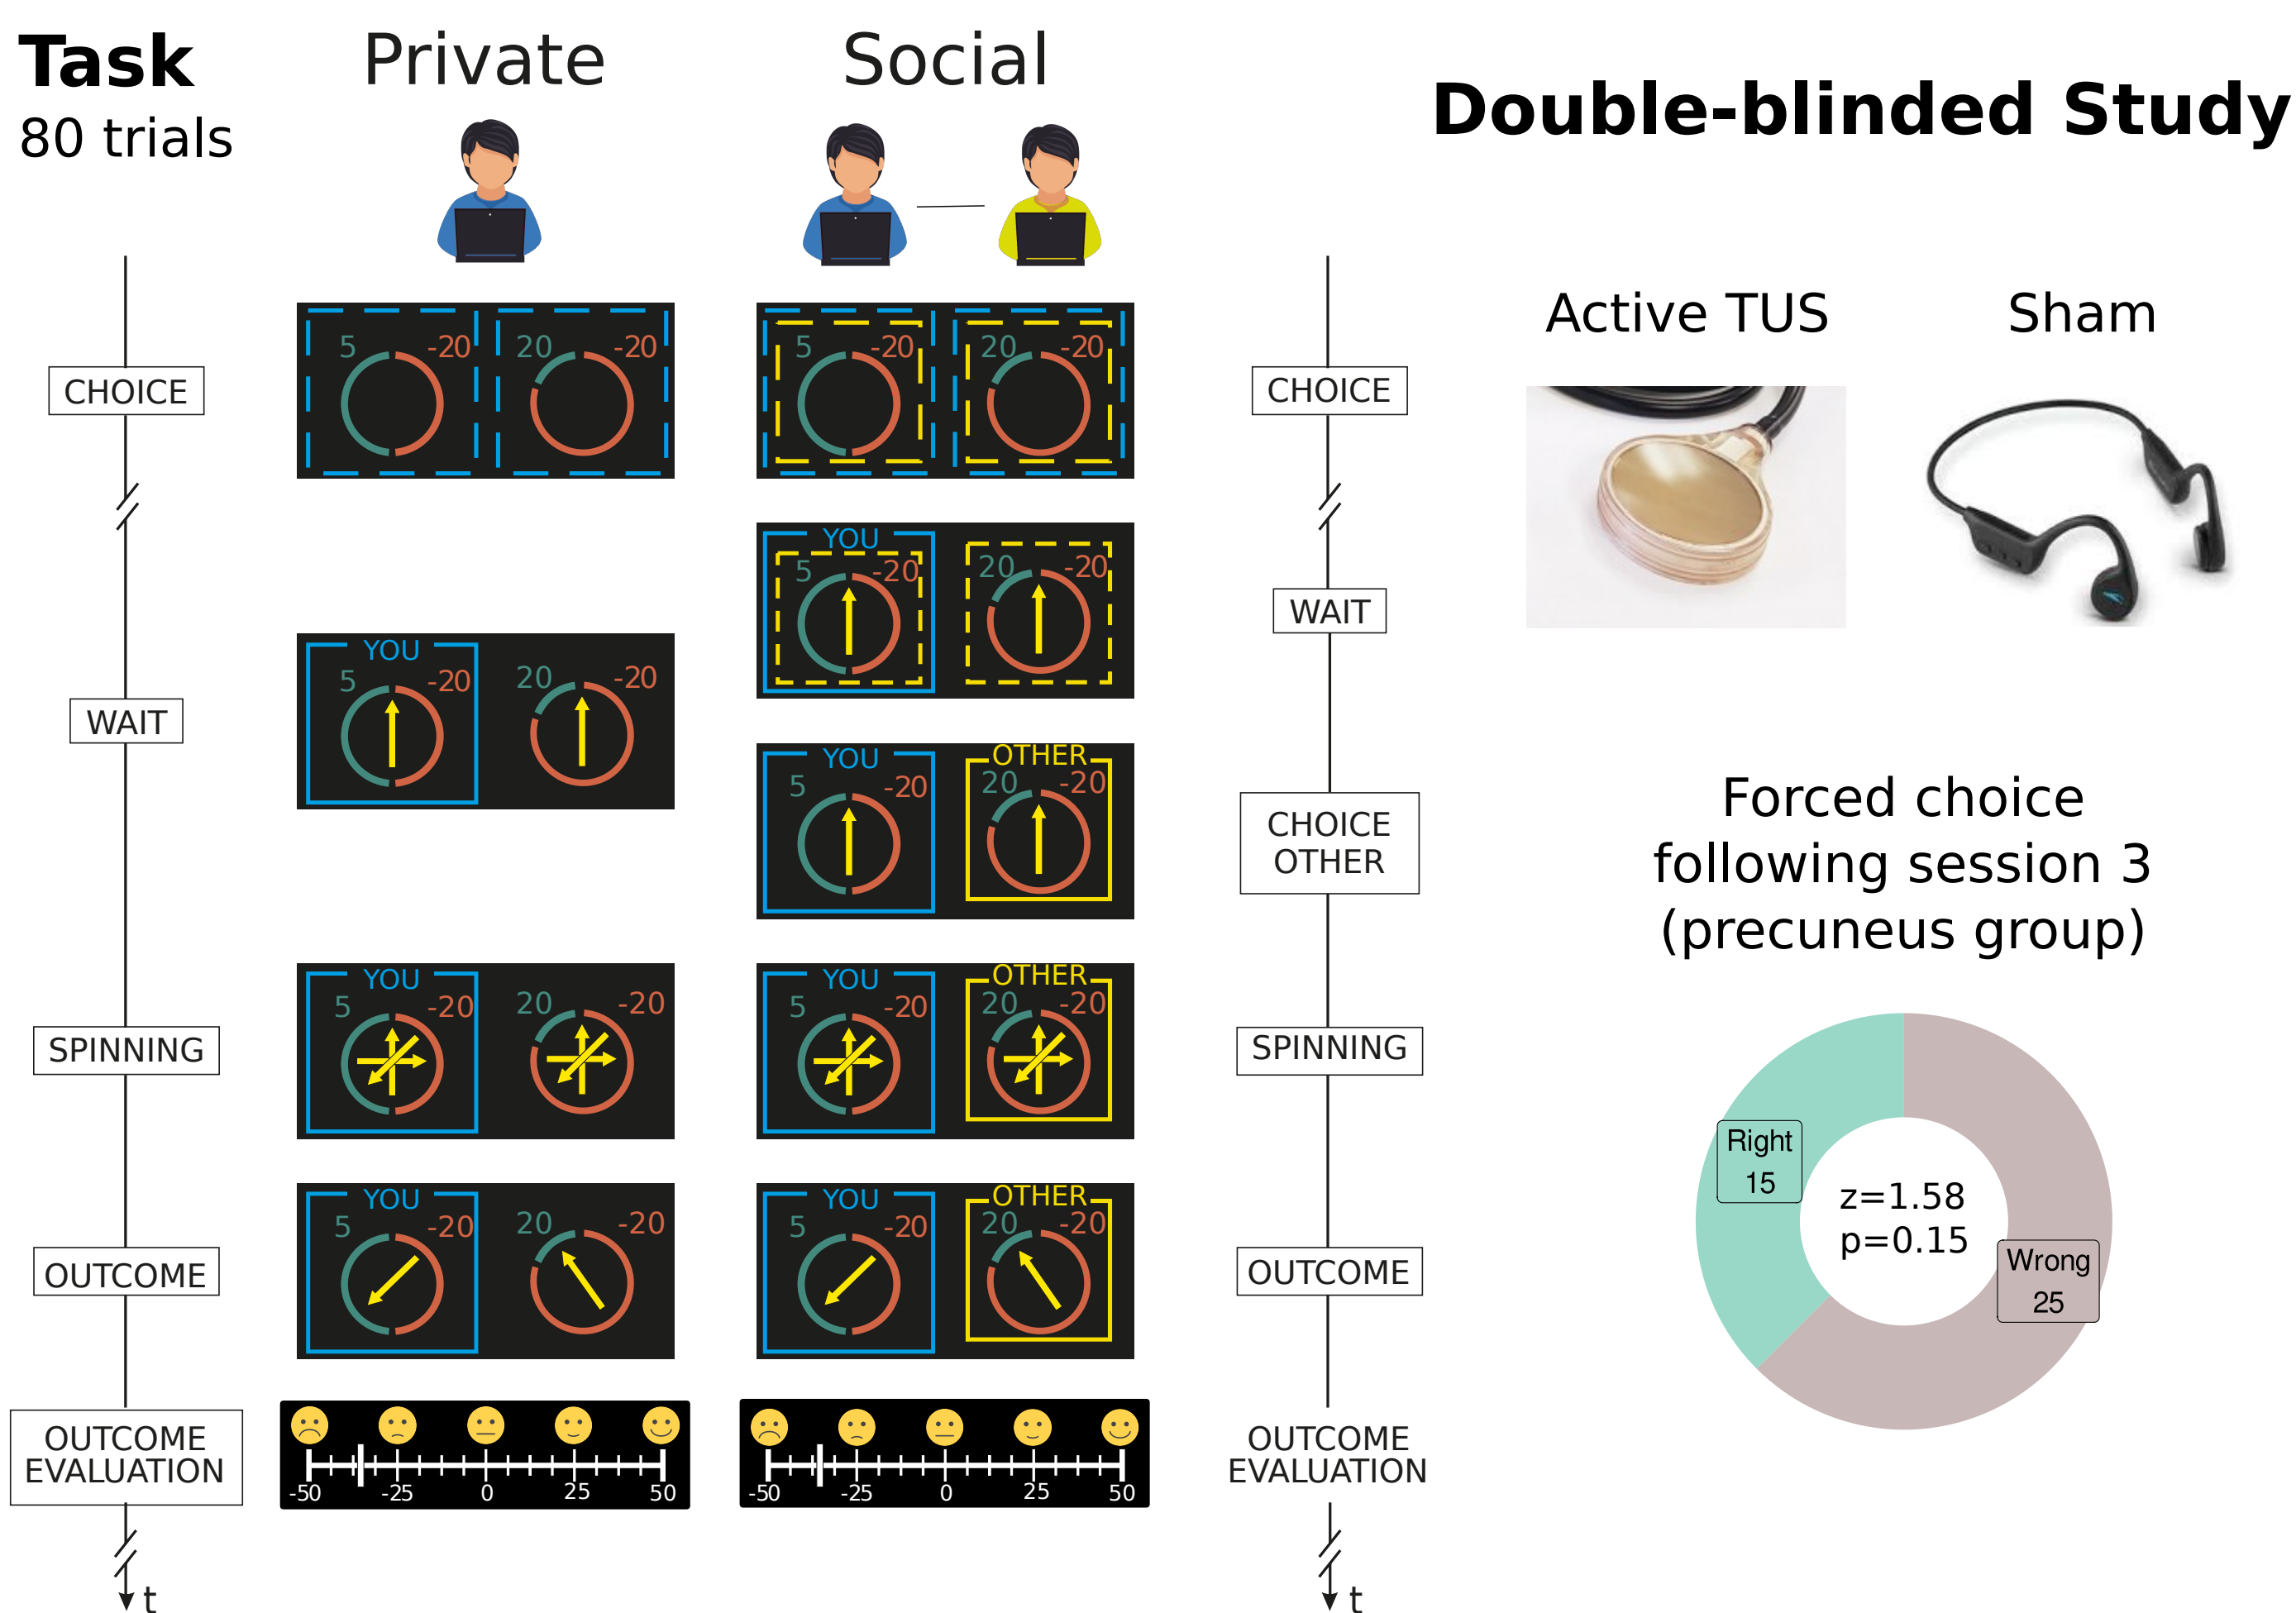 Task
80 trials
Private
Social
Double-blinded Study
CHOICE
5 -20 20 -20
5 -20 20 -20
CHOICE
Active TUS
Sham
WAIT
YOU
5 -20 20 -20
YOU
5 -20 20 -20
WAIT
YOU OTHER
5 -20 20 -20
CHOICE
OTHER
Forced choice
following session 3
(precuneus group)
SPINNING
YOU
5 -20 20 -20
YOU OTHER
5 -20 20 -20
SPINNING
OUTCOME
YOU
5 -20 20 -20
YOU OTHER
5 -20 20 -20
OUTCOME
Right
15
z=1.58
p=0.15
Wrong
25
OUTCOME
EVALUATION
-50 -25 0 25 50
-50 -25 0 25 50
OUTCOME
EVALUATION
t
t